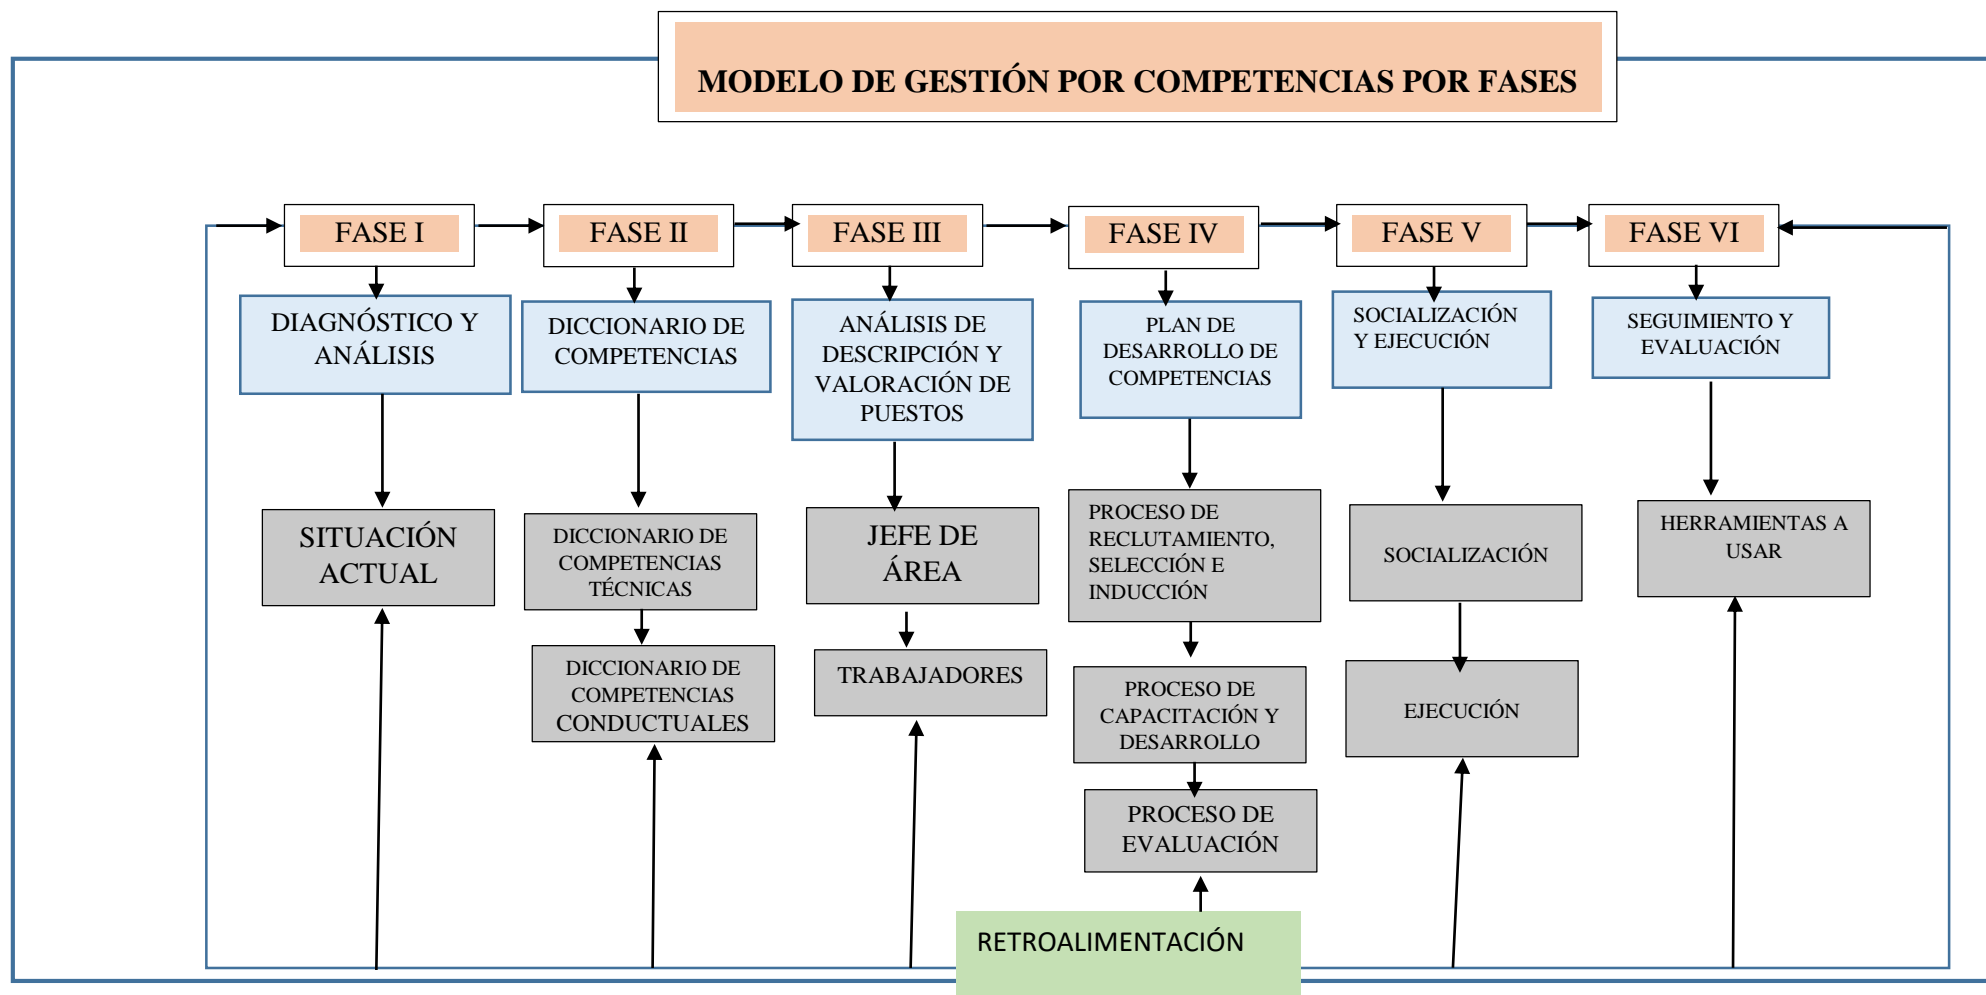 MODELO DE GESTIÓN POR COMPETENCIAS POR FASES
FASE I
FASE II
FASE III
FASE IV
FASE V
FASE VI
DIAGNÓSTICO Y
ANÁLISIS
DICCIONARIO DE
COMPETENCIAS
ANÁLISIS DE
DESCRIPCIÓN Y
VALORACIÓN DE
PUESTOS
PLAN DE
DESARROLLO DE
COMPETENCIAS
SOCIALIZACIÓN
Y EJECUCIÓN
SEGUIMIENTO Y
EVALUACIÓN
SITUACIÓN
ACTUAL
DICCIONARIO DE
COMPETENCIAS
TÉCNICAS
JEFE DE
ÁREA
PROCESO DE
RECLUTAMIENTO,
SELECCIÓN E
INDUCCIÓN
SOCIALIZACIÓN
HERRAMIENTAS A
USAR
DICCIONARIO DE
COMPETENCIAS
CONDUCTUALES
TRABAJADORES
PROCESO DE
CAPACITACIÓN Y
DESARROLLO
EJECUCIÓN
PROCESO DE
EVALUACIÓN
RETROALIMENTACIÓN